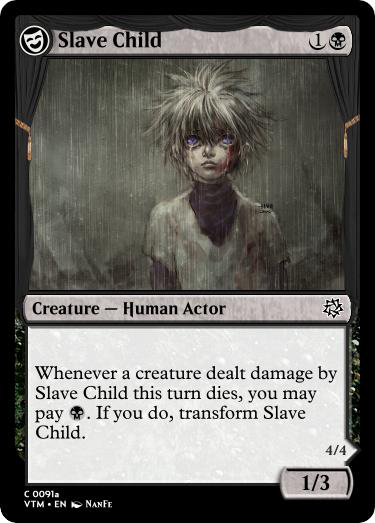 Slave Child
1
Creature — Human Actor
Whenever a creature dealt damage by
Slave Child this turn dies, you may
pay . If you do, transform Slave
Child.
4/4
1/3
C 0091a
VTM • EN NanFe